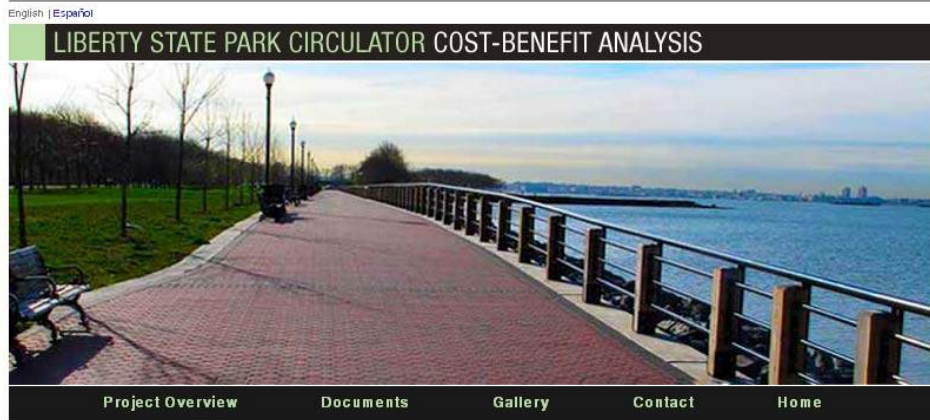 English | Español
LIBERTY STATE PARK CIRCULATOR COST-BENEFIT ANALYSIS
Project Overview Documents Gallery Contact Home